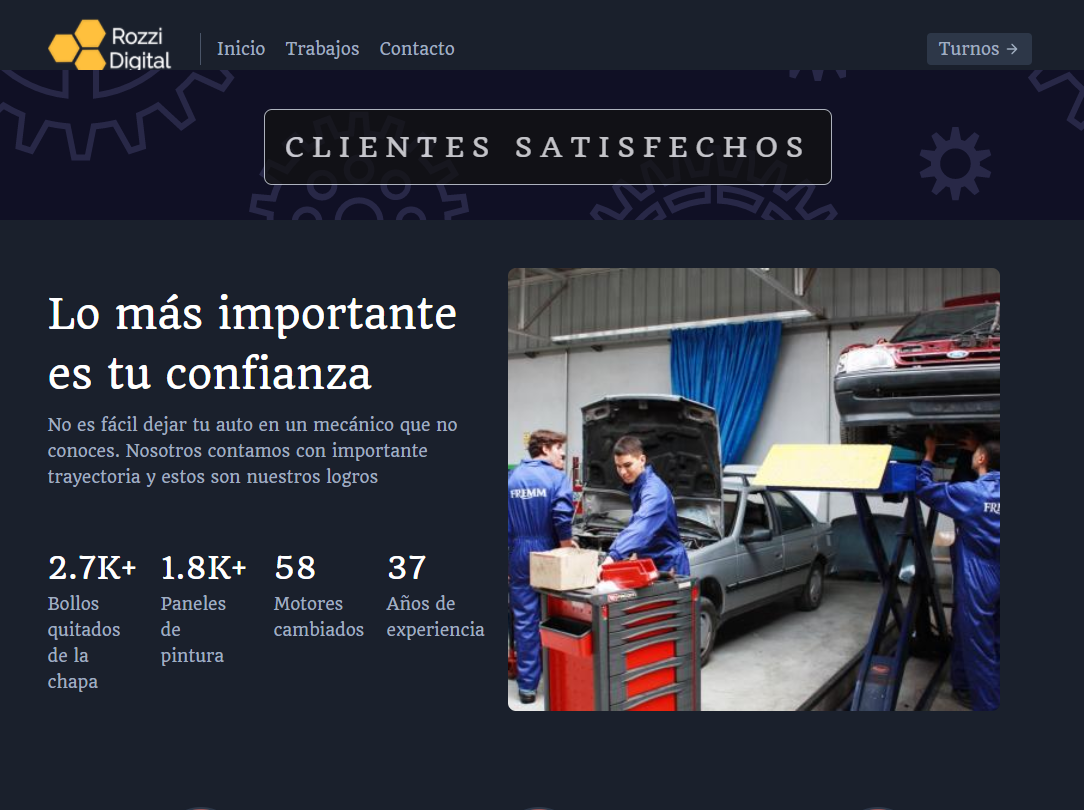 Rozzi
Digital
Inicio Trabajos Contacto
Turnos →
CLIENTES SATISFECHOS
Lo más importante
es tu confianza
No es fácil dejar tu auto en un mecánico que no
conoces. Nosotros contamos con importante
trayectoria y estos son nuestros logros
2.7K+
Bollos
quitados
de la
chapa
1.8K+
Paneles
de
pintura
58
Motores
cambiados
37
Años de
experiencia
FREMM